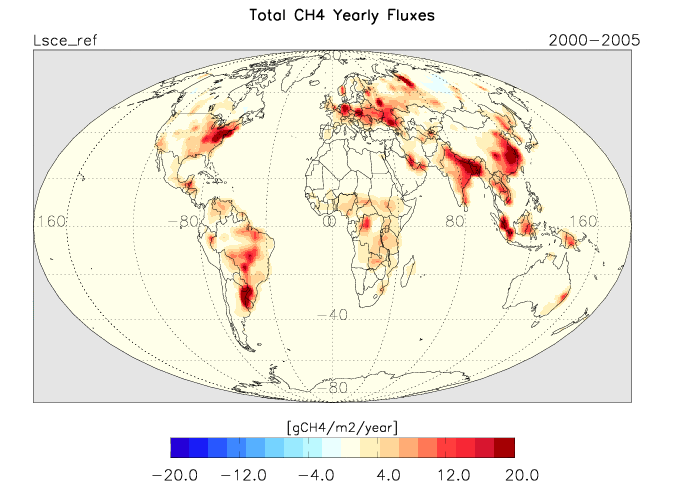 Total CH4 Yearly Fluxes
Lsce_ref 2000−2005
160 −80 0 80 160
−40
−80
[gCH4/m2/year]
−20.0 −12.0 −4.0 4.0 12.0 20.0